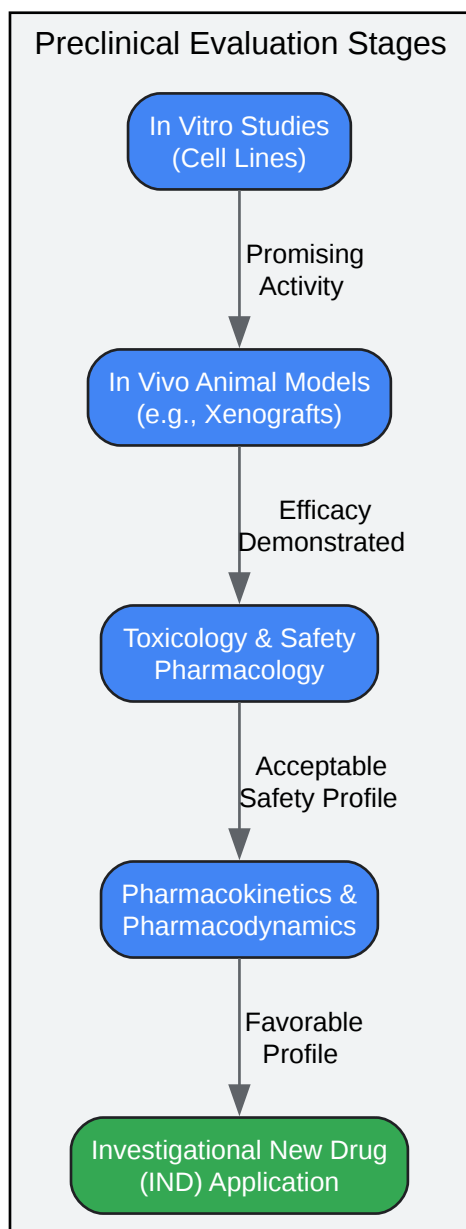 Preclinical Evaluation Stages
In Vitro Studies
(Cell Lines)
Promising
Activity
In Vivo Animal Models
(e.g., Xenografts)
Efficacy
Demonstrated
Toxicology & Safety
Pharmacology
Acceptable
Safety Profile
Pharmacokinetics &
Pharmacodynamics
Favorable
Profile
Investigational New Drug
(IND) Application